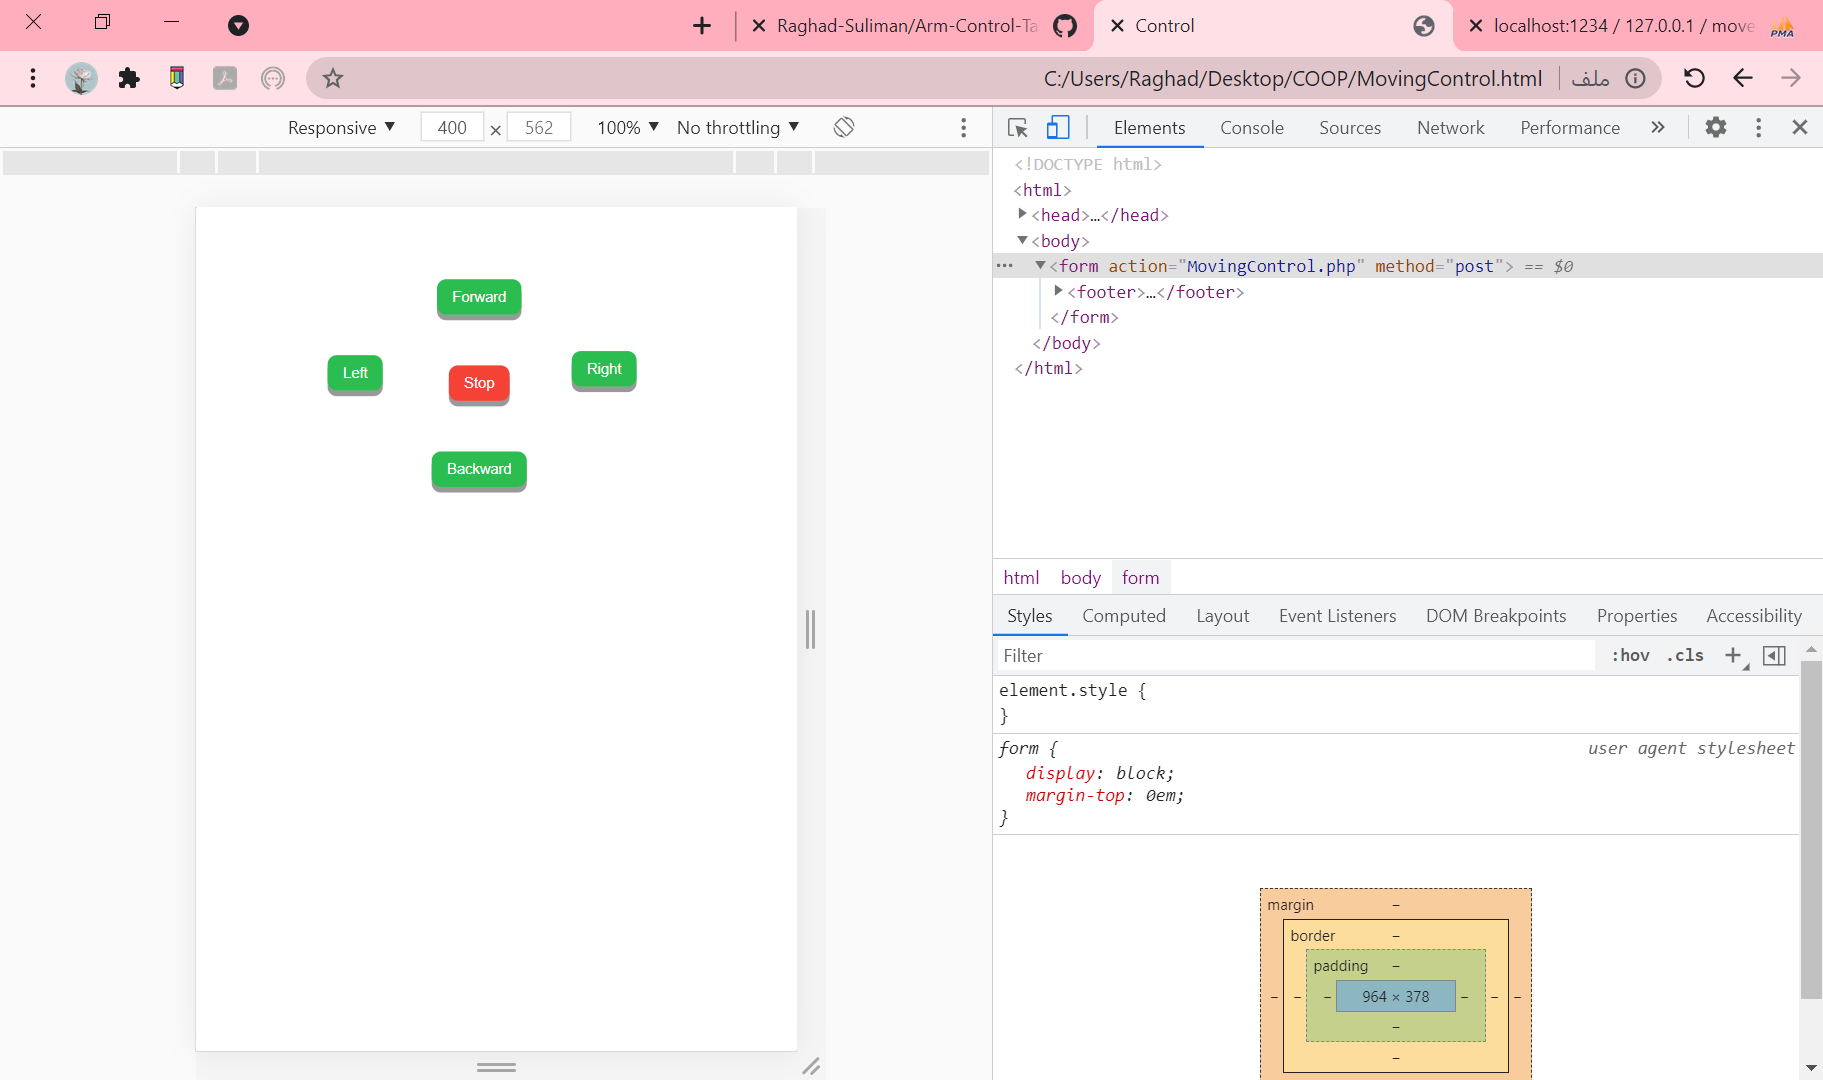 Raghad-Suliman/Arm-Control-Ta
Control
localhost:1234 / 127.0.0.1 / move
PMA
C:/Users/Raghad/Desktop/COOP/MovingControl.html
ملف
Responsive ▼ 400 × 562 100% ▼ No throttling ▼
Elements Console Sources Network Performance »
Forward
Left
Stop
Right
Backward
<!DOCTYPE html>
<html>
<head>…</head>
<body>
<form action="MovingControl.php" method="post"> == $0
<footer>…</footer>
</form>
</body>
</html>
html body form
Styles Computed Layout Event Listeners DOM Breakpoints Properties Accessibility
Filter :hov .cls +
element.style {
}
form { user agent stylesheet
display: block;
margin-top: 0em;
}
margin –
border –
padding –
– – – 964 × 378 – – –
–
–